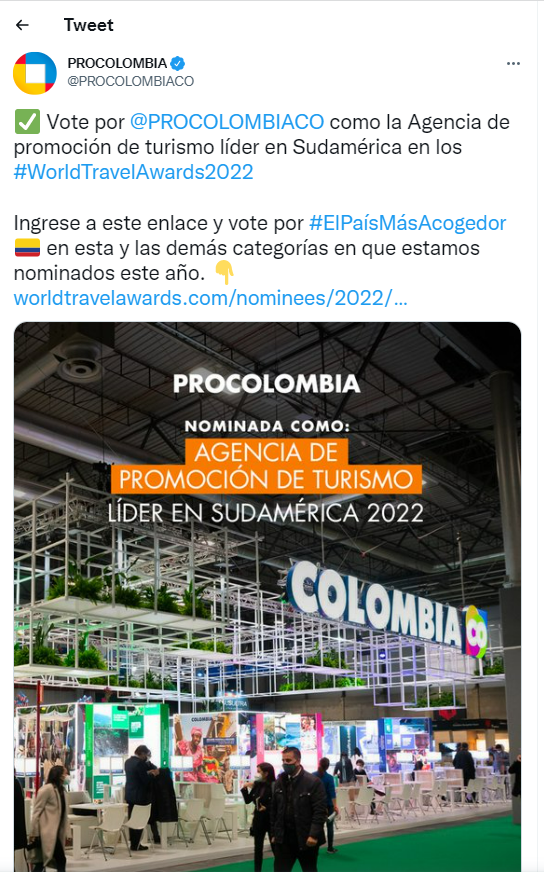 ← Tweet
PROCOLOMBIA
@PROCOLOMBIACO
✅ Vote por @PROCOLOMBIACO como la Agencia de
promoción de turismo líder en Sudamérica en los
#WorldTravelAwards2022
Ingrese a este enlace y vote por #ElPaísMásAcogedor
🇨🇴 en esta y las demás categorías en que estamos
nominados este año. 👇
worldtravelawards.com/nominees/2022/...
PROCOLOMBIA
NOMINADA COMO:
AGENCIA DE
PROMOCIÓN DE TURISMO
LÍDER EN SUDAMÉRICA 2022
COLOMBIA
CO
COLOMBIA